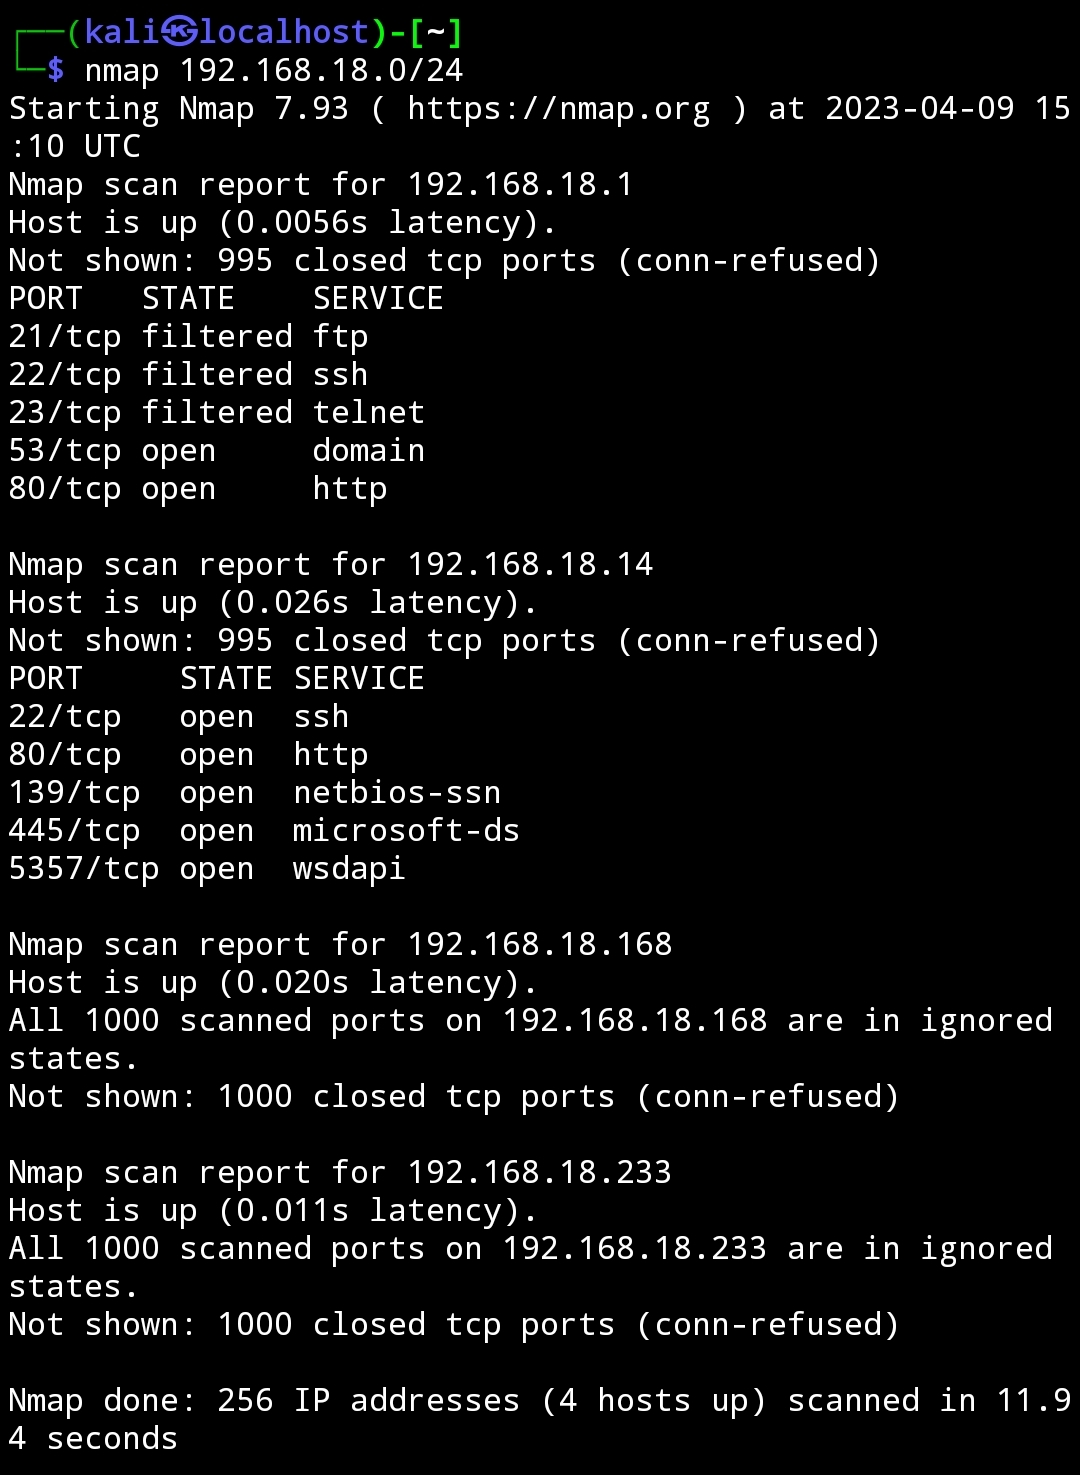 ┌──(kali㉿localhost)-[~]
└─$ nmap 192.168.18.0/24
Starting Nmap 7.93 ( https://nmap.org ) at 2023-04-09 15
:10 UTC
Nmap scan report for 192.168.18.1
Host is up (0.0056s latency).
Not shown: 995 closed tcp ports (conn-refused)
PORT   STATE    SERVICE
21/tcp filtered ftp
22/tcp filtered ssh
23/tcp filtered telnet
53/tcp open     domain
80/tcp open     http

Nmap scan report for 192.168.18.14
Host is up (0.026s latency).
Not shown: 995 closed tcp ports (conn-refused)
PORT     STATE SERVICE
22/tcp   open  ssh
80/tcp   open  http
139/tcp  open  netbios-ssn
445/tcp  open  microsoft-ds
5357/tcp open  wsdapi

Nmap scan report for 192.168.18.168
Host is up (0.020s latency).
All 1000 scanned ports on 192.168.18.168 are in ignored
states.
Not shown: 1000 closed tcp ports (conn-refused)

Nmap scan report for 192.168.18.233
Host is up (0.011s latency).
All 1000 scanned ports on 192.168.18.233 are in ignored
states.
Not shown: 1000 closed tcp ports (conn-refused)

Nmap done: 256 IP addresses (4 hosts up) scanned in 11.9
4 seconds